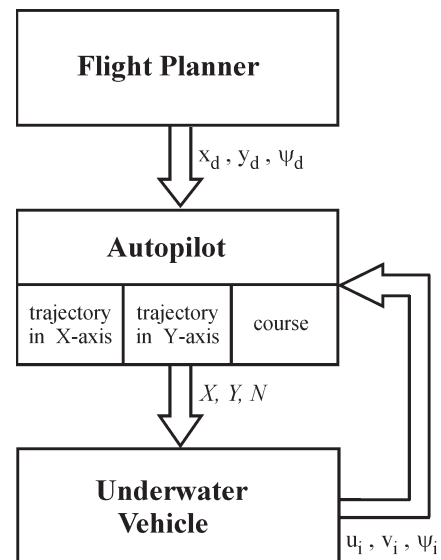 Flight Planner
x_d , y_d , ψ_d
Autopilot
trajectory in X-axis
trajectory in Y-axis
course
X, Y, N
Underwater
Vehicle
u_i , v_i , ψ_i